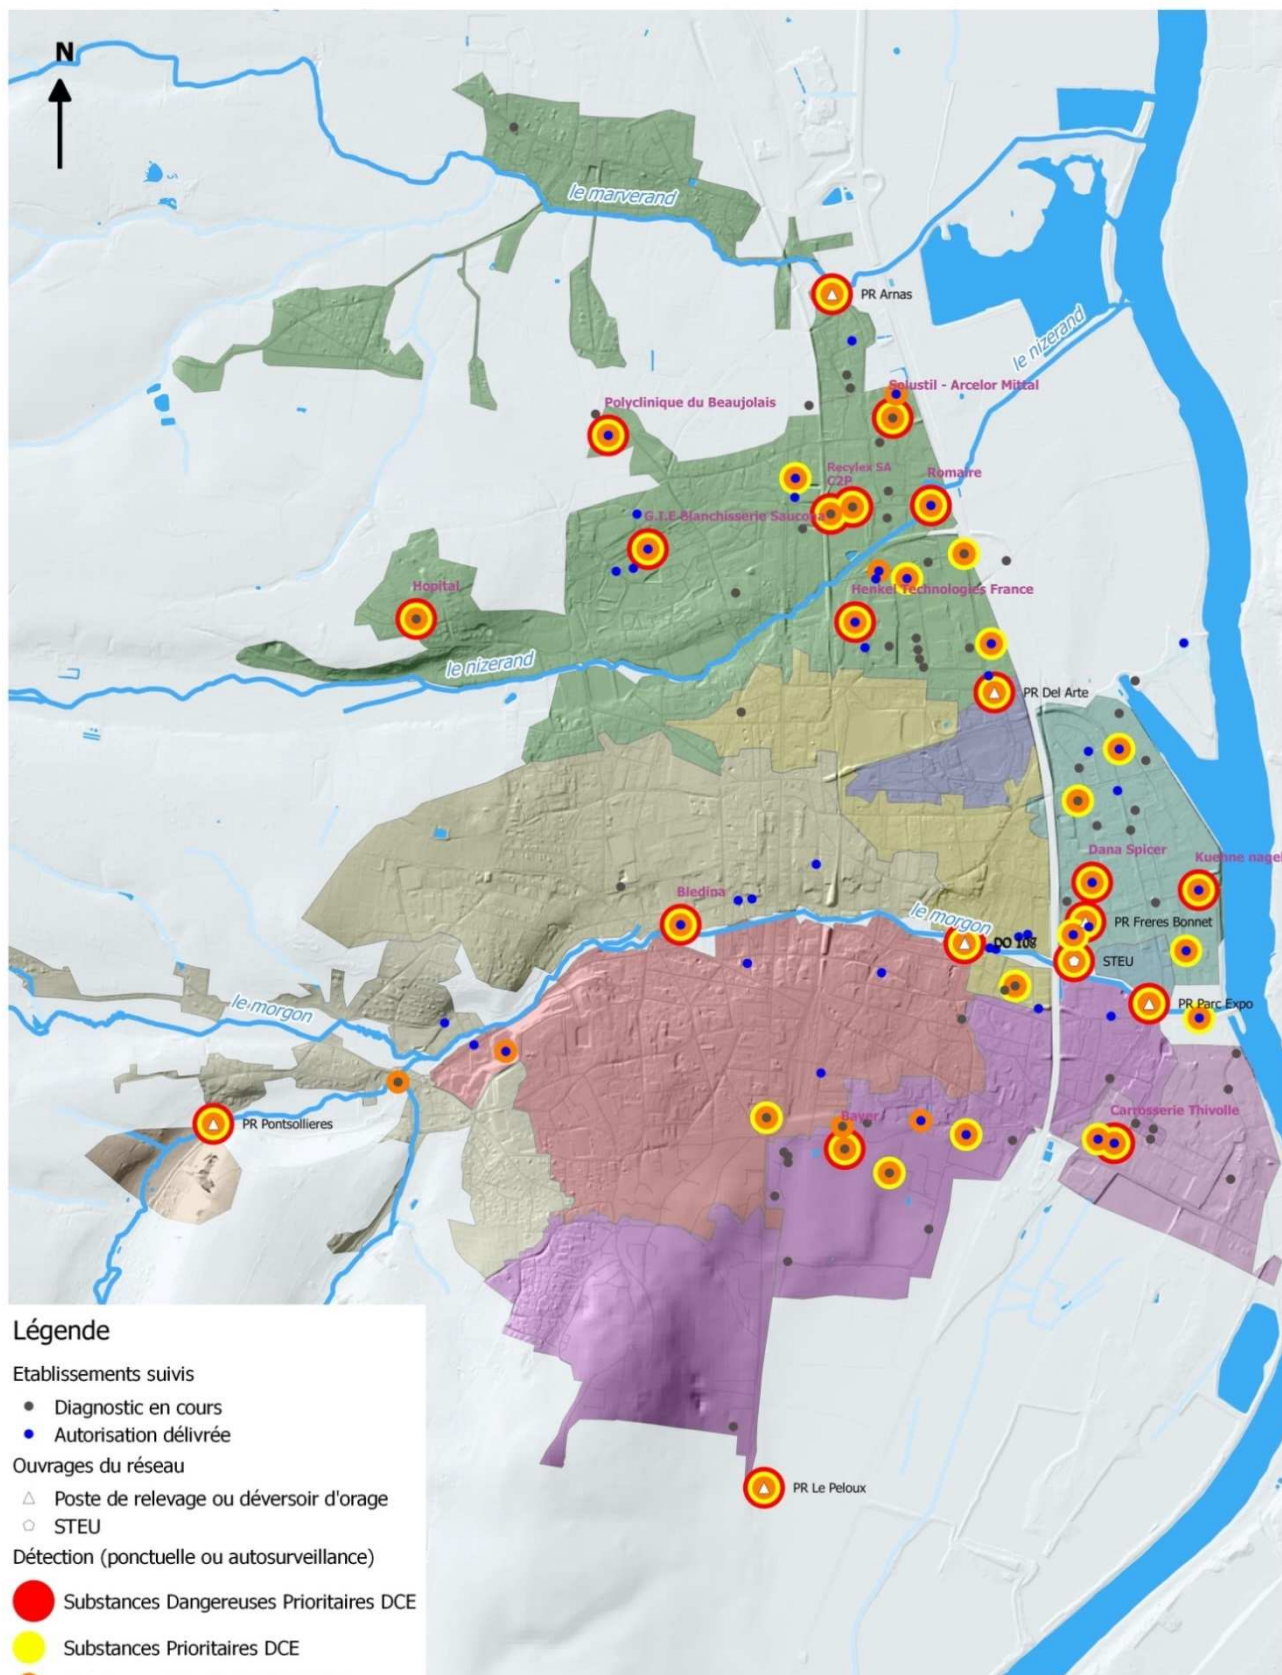 N
le marverand
PR Arnas
le nizerand
Solustil - Arcelor Mittal
Polyclinique du Beaujolais
Recylex SA
C2P
Romaire
G.I.E Blanchisserie Saucona
Hopital
Henkel Technologies France
le nizerand
PR Del Arte
Dana Spicer
Kuehne nagel
Bledina
le morgon
PR Freres Bonnet
DO 108
STEU
le morgon
PR Parc Expo
PR Pontsollieres
Bayer
Carrosserie Thivolle
PR Le Peloux
Légende
Etablissements suivis
Diagnostic en cours
Autorisation délivrée
Ouvrages du réseau
Poste de relevage ou déversoir d'orage
STEU
Détection (ponctuelle ou autosurveillance)
Substances Dangereuses Prioritaires DCE
Substances Prioritaires DCE